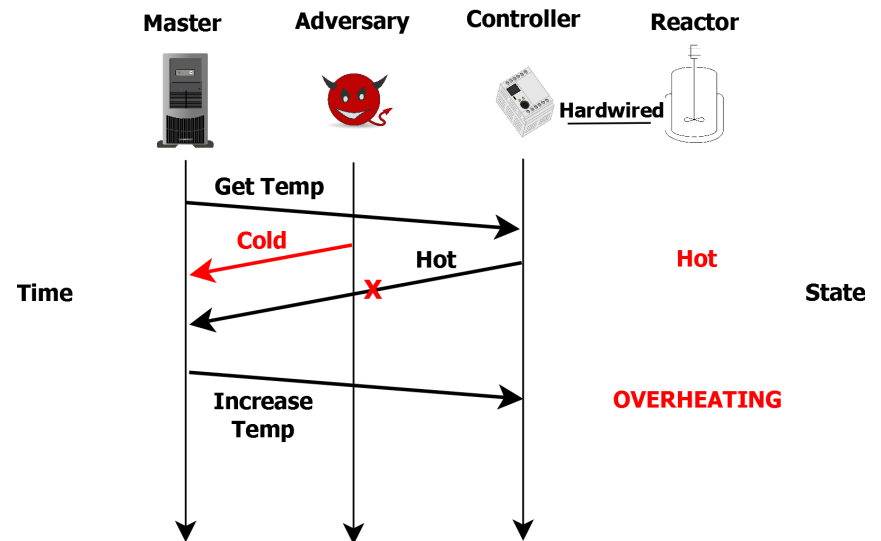 Master
Adversary
Controller
Reactor
Hardwired
Get Temp
Cold
Hot
Hot
X
Time
State
Increase
Temp
OVERHEATING